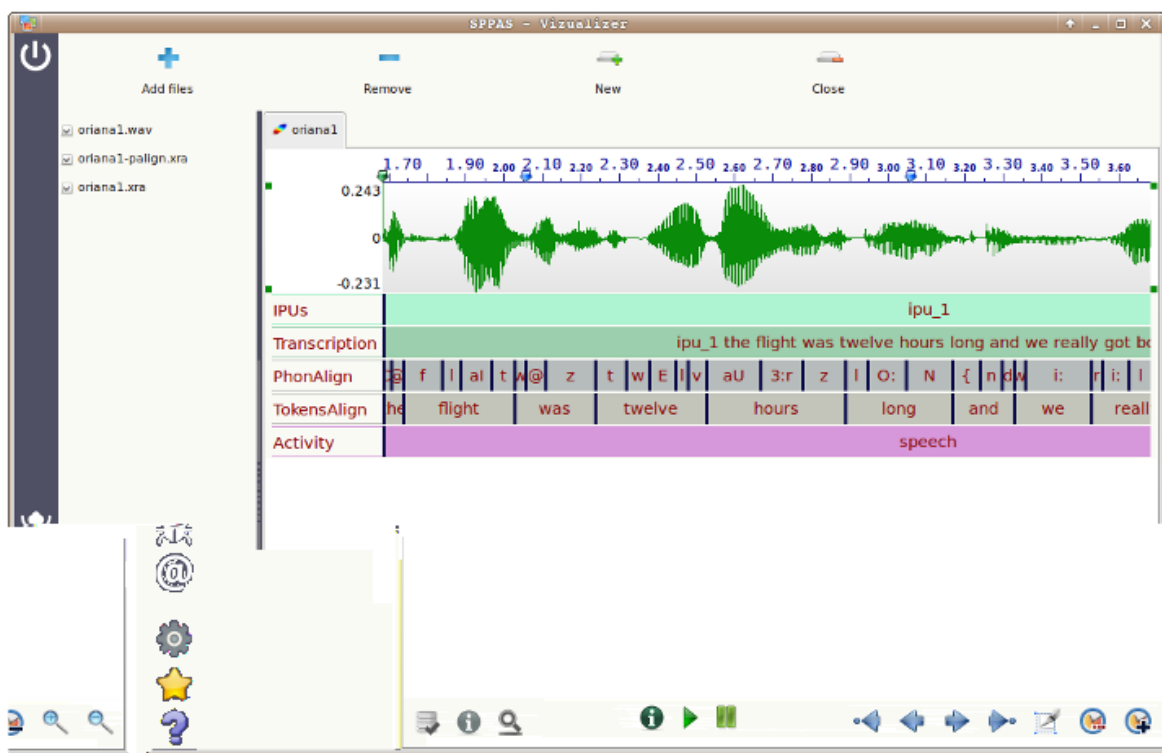 SPPAS - Vizualizer
Add files
Remove
New
Close
oriana1.wav
oriana1-palign.xra
oriana1.xra
oriana1
1.70 1.90 2.00 2.10 2.20 2.30 2.40 2.50 2.60 2.70 2.80 2.90 3.00 3.10 3.20 3.30 3.40 3.50 3.60
0.243
0
-0.231
IPUs ipu_1
Transcription ipu_1 the flight was twelve hours long and we really got bo
PhonAlign @ f l aI t w @ z t w E l v aU 3:r z l O: N { n d w i: r i: l
TokensAlign he flight was twelve hours long and we reall
Activity speech